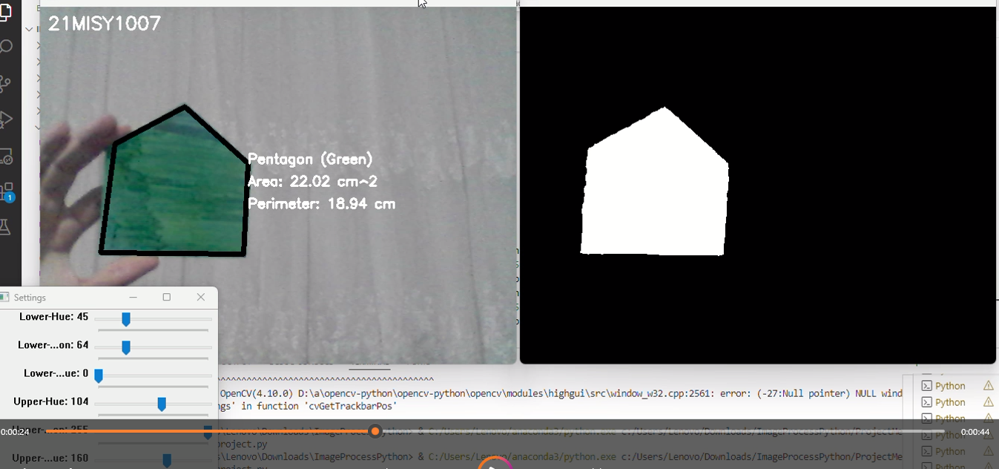 21MISY1007
Pentagon (Green)
Area: 22.02 cm~2
Perimeter: 18.94 cm
1
Settings
Lower-Hue: 45
Lower-...on: 64
Lower-...ue: 0
Upper-Hue: 104
Upper-...on: 255
Upper-...ue: 160
^^^^^^^^^^^^^^^^^^^^^^^^^^^^^^^^^^^^^^^^^
OpenCV(4.10.0) D:\a\opencv-python\opencv-python\opencv\modules\highgui\src\window_w32.cpp:2561: error: (-27:Null pointer) NULL wind
ngs' in function 'cvGetTrackbarPos'
\Lenovo\Downloads\ImageProcessPython> & C:/Users/Lenovo/anaconda3/python.exe c:/Users/Lenovo/Downloads/ImageProcessPython/ProjectMe
project.py
\Lenovo\Downloads\ImageProcessPython> & C:/Users/Lenovo/anaconda3/python.exe c:/Users/Lenovo/Downloads/ImageProcessPython/ProjectMe
Python
Python
Python
Python
Python
Python
0:00:24
0:00:44